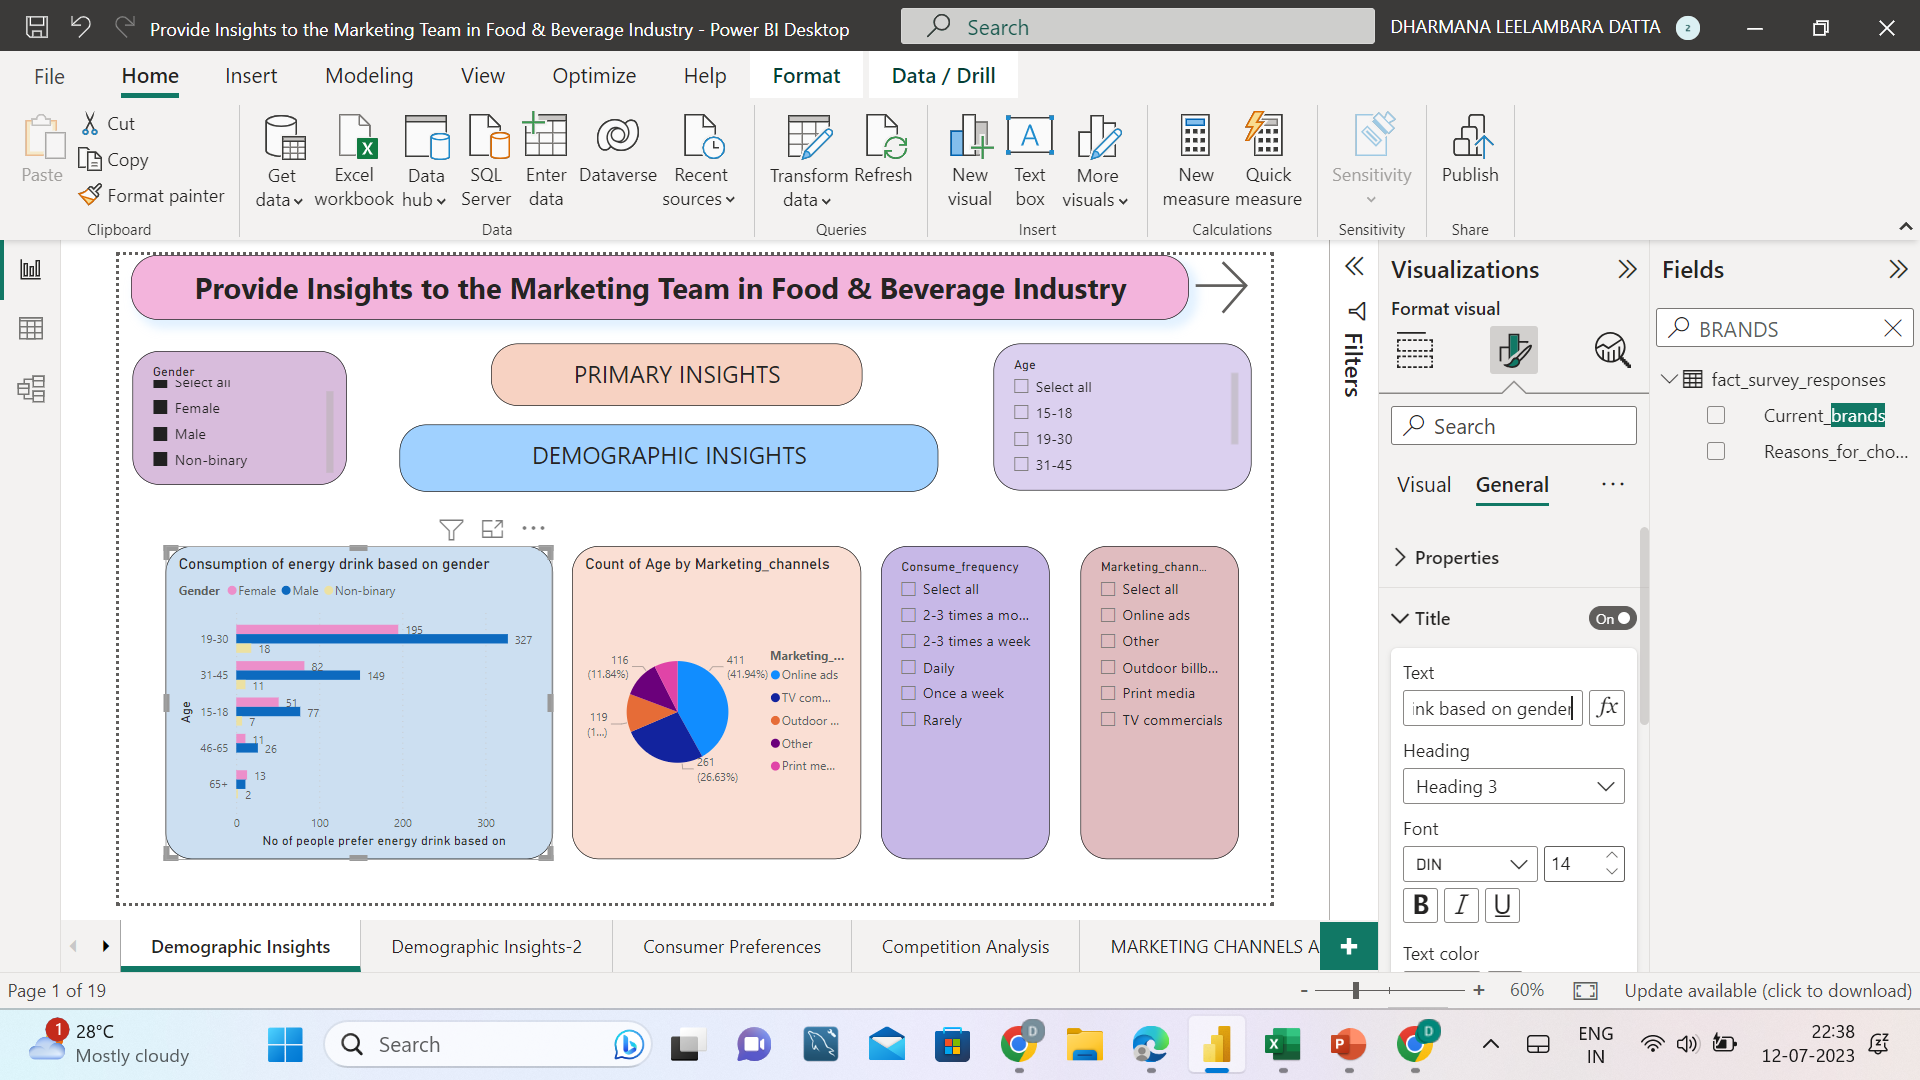 Provide Insights to the Marketing Team in Food & Beverage Industry - Power BI Desktop
Search
DHARMANA LEELAMBARA DATTA
File
Home
Insert
Modeling
View
Optimize
Help
Format
Data / Drill
Paste
Cut
Copy
Format painter
Clipboard
Get data
Excel workbook
Data hub
SQL Server
Enter data
Dataverse
Recent sources
Data
Transform data
Refresh
Queries
New visual
Text box
More visuals
Insert
New measure
Quick measure
Calculations
Sensitivity
Sensitivity
Publish
Share
Provide Insights to the Marketing Team in Food & Beverage Industry
Gender
Select all
Female
Male
Non-binary
PRIMARY INSIGHTS
DEMOGRAPHIC INSIGHTS
Age
Select all
15-18
19-30
31-45
Consumption of energy drink based on gender
Gender Female Male Non-binary
Age
19-30
195
327
18
31-45
82
149
11
15-18
51
77
7
46-65
11
26
65+
13
2
0 100 200 300
No of people prefer energy drink based on
Count of Age by Marketing_channels
116 (11.84%)
411 (41.94%)
119 (1...)
261 (26.63%)
Marketing_...
Online ads
TV com...
Outdoor ...
Other
Print me...
Consume_frequency
Select all
2-3 times a mo...
2-3 times a week
Daily
Once a week
Rarely
Marketing_chann...
Select all
Online ads
Other
Outdoor billb...
Print media
TV commercials
Filters
Visualizations
Format visual
Search
Visual
General
...
Properties
Title
On
Text
ink based on gender
fx
Heading
Heading 3
Font
DIN
14
B I U
Text color
Fields
BRANDS
fact_survey_responses
Current_brands
Reasons_for_cho...
Demographic Insights
Demographic Insights-2
Consumer Preferences
Competition Analysis
MARKETING CHANNELS A
+
Page 1 of 19
- + 60%
Update available (click to download)
1
28°C
Mostly cloudy
Search
D
D
ENG
IN
22:38
12-07-2023